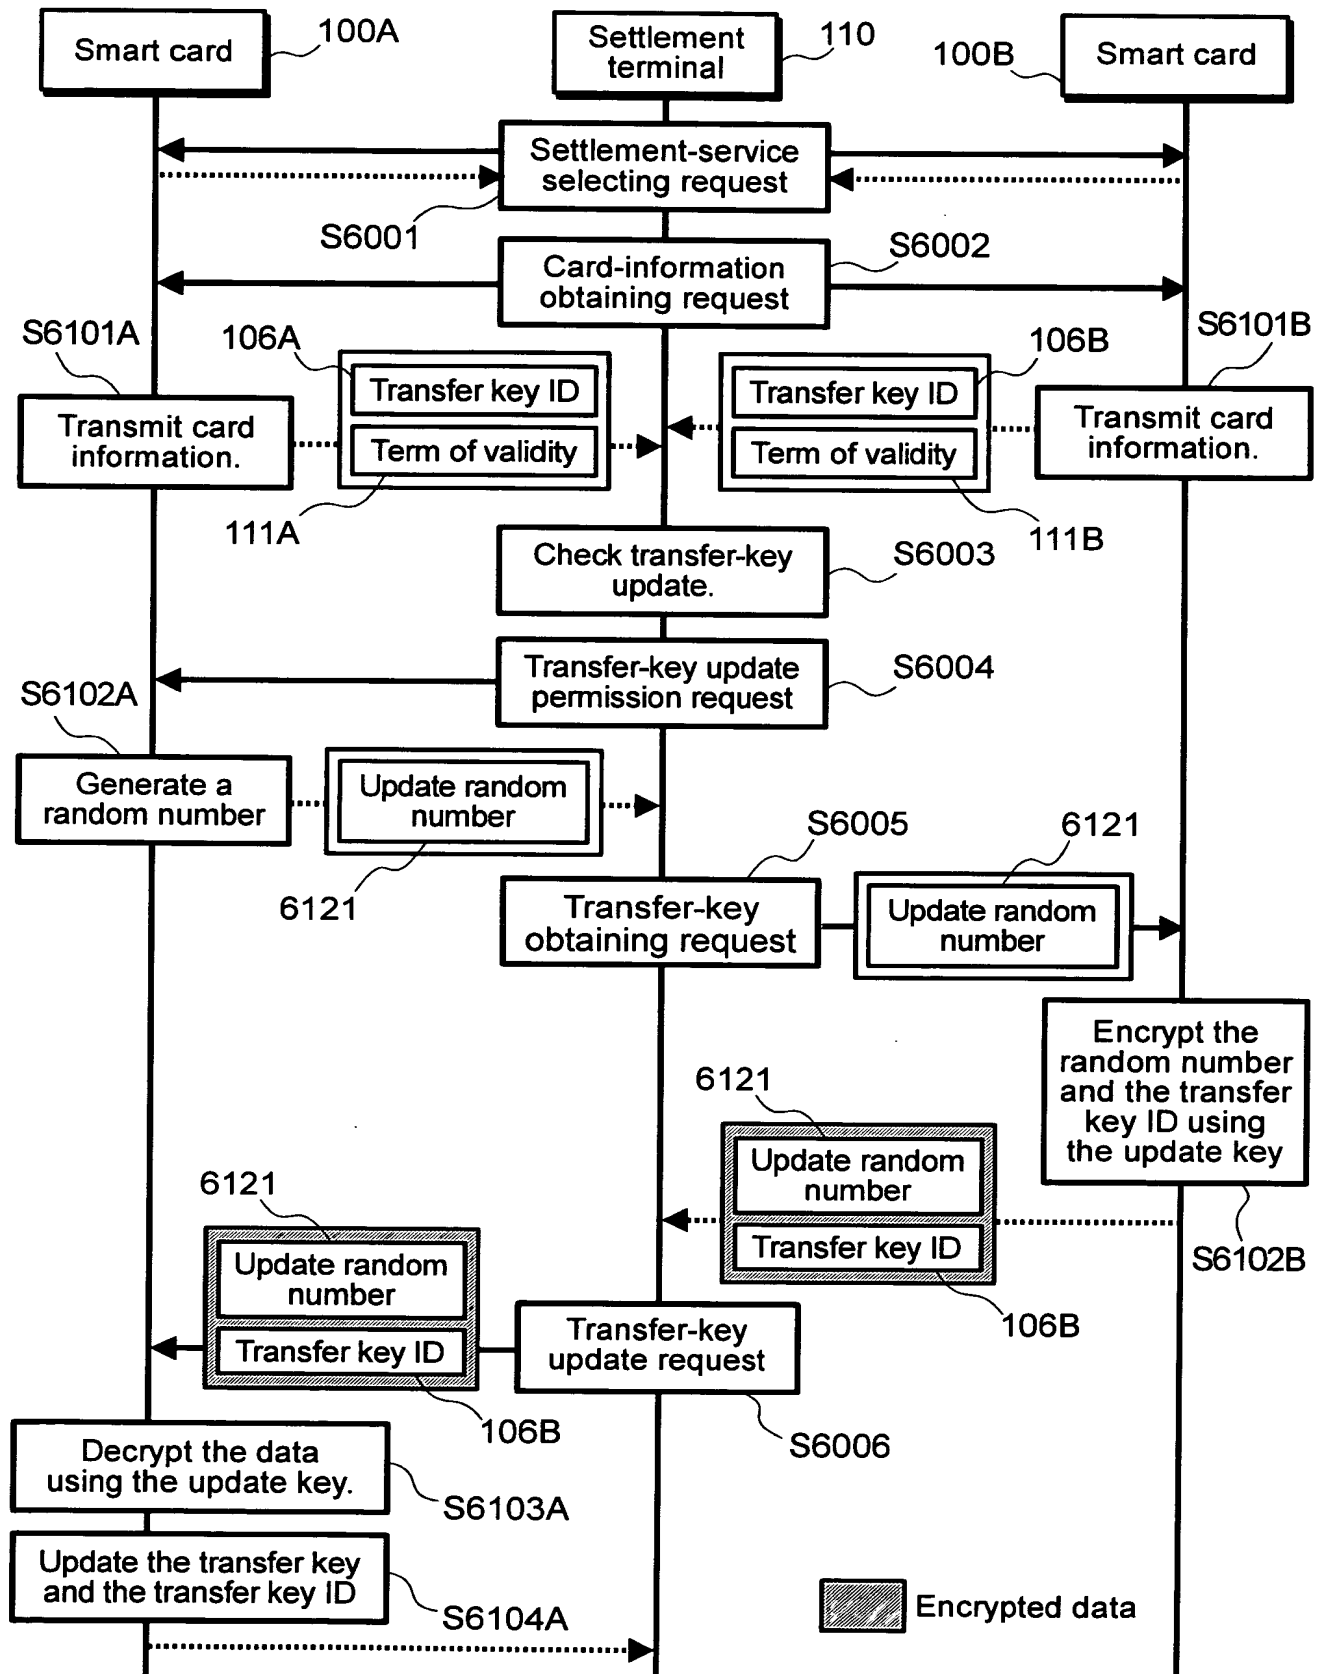 Smart card
100A
Settlement
terminal
110
100B
Smart card
Settlement-service
selecting request
S6001
S6002
Card-information
obtaining request
S6101A
106A
106B
S6101B
Transfer key ID
Transfer key ID
Transmit card
information.
Term of validity
Term of validity
Transmit card
information.
111A
111B
Check transfer-key
update.
S6003
Transfer-key update
permission request
S6004
S6102A
Generate a
random number
Update random
number
6121
S6005
6121
Transfer-key
obtaining request
Update random
number
Encrypt the
random number
and the transfer
key ID using
the update key
6121
Update random
number
Transfer key ID
S6102B
106B
6121
Update random
number
Transfer key ID
106B
Transfer-key
update request
S6006
Decrypt the data
using the update key.
S6103A
Update the transfer key
and the transfer key ID
S6104A
Encrypted data